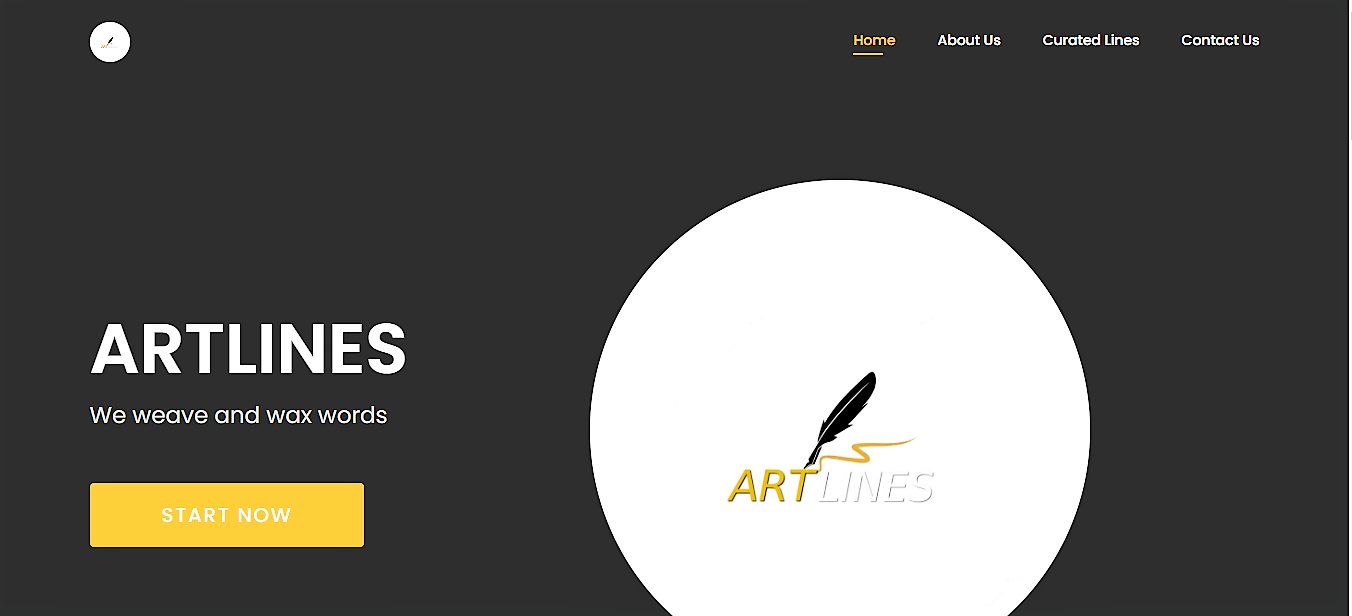 Home About Us Curated Lines Contact Us
ARTLINES
We weave and wax words
START NOW
ARTLINES